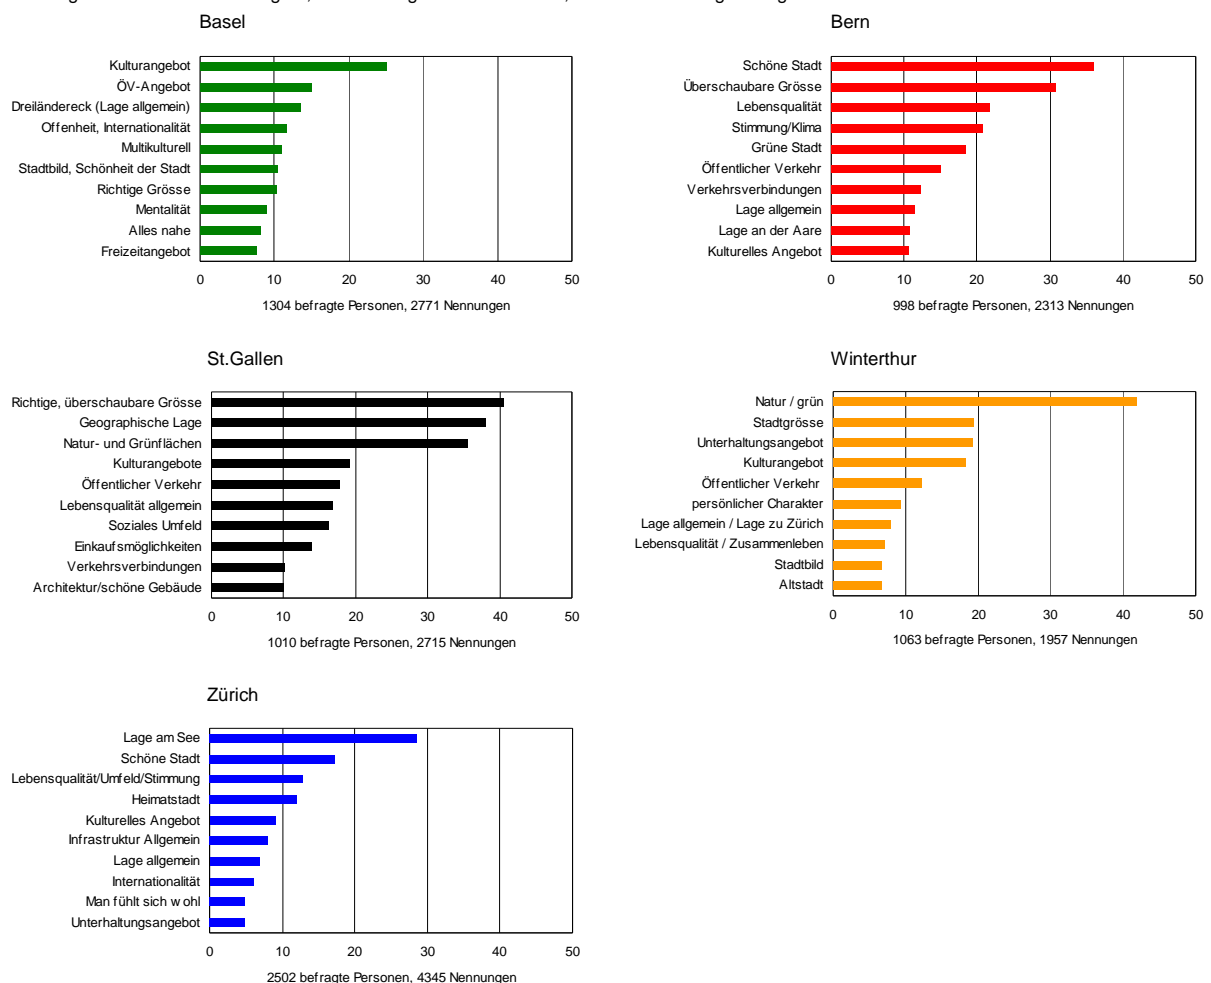 Basel
Kulturangebot
ÖV-Angebot
Dreiländereck (Lage allgemein)
Offenheit, Internationalität
Multikulturell
Stadtbild, Schönheit der Stadt
Richtige Grösse
Mentalität
Alles nahe
Freizeitangebot
0 10 20 30 40 50
1304 befragte Personen, 2771 Nennungen
Bern
Schöne Stadt
Überschaubare Grösse
Lebensqualität
Stimmung/Klima
Grüne Stadt
Öffentlicher Verkehr
Verkehrsverbindungen
Lage allgemein
Lage an der Aare
Kulturelles Angebot
0 10 20 30 40 50
998 befragte Personen, 2313 Nennungen
St.Gallen
Richtige, überschaubare Grösse
Geographische Lage
Natur- und Grünflächen
Kulturangebote
Öffentlicher Verkehr
Lebensqualität allgemein
Soziales Umfeld
Einkaufsmöglichkeiten
Verkehrsverbindungen
Architektur/schöne Gebäude
0 10 20 30 40 50
1010 befragte Personen, 2715 Nennungen
Winterthur
Natur / grün
Stadtgrösse
Unterhaltungsangebot
Kulturangebot
Öffentlicher Verkehr
persönlicher Charakter
Lage allgemein / Lage zu Zürich
Lebensqualität / Zusammenleben
Stadtbild
Altstadt
0 10 20 30 40 50
1063 befragte Personen, 1957 Nennungen
Zürich
Lage am See
Schöne Stadt
Lebensqualität/Umfeld/Stimmung
Heimatstadt
Kulturelles Angebot
Infrastruktur Allgemein
Lage allgemein
Internationalität
Man fühlt sich wohl
Unterhaltungsangebot
0 10 20 30 40 50
2502 befragte Personen, 4345 Nennungen